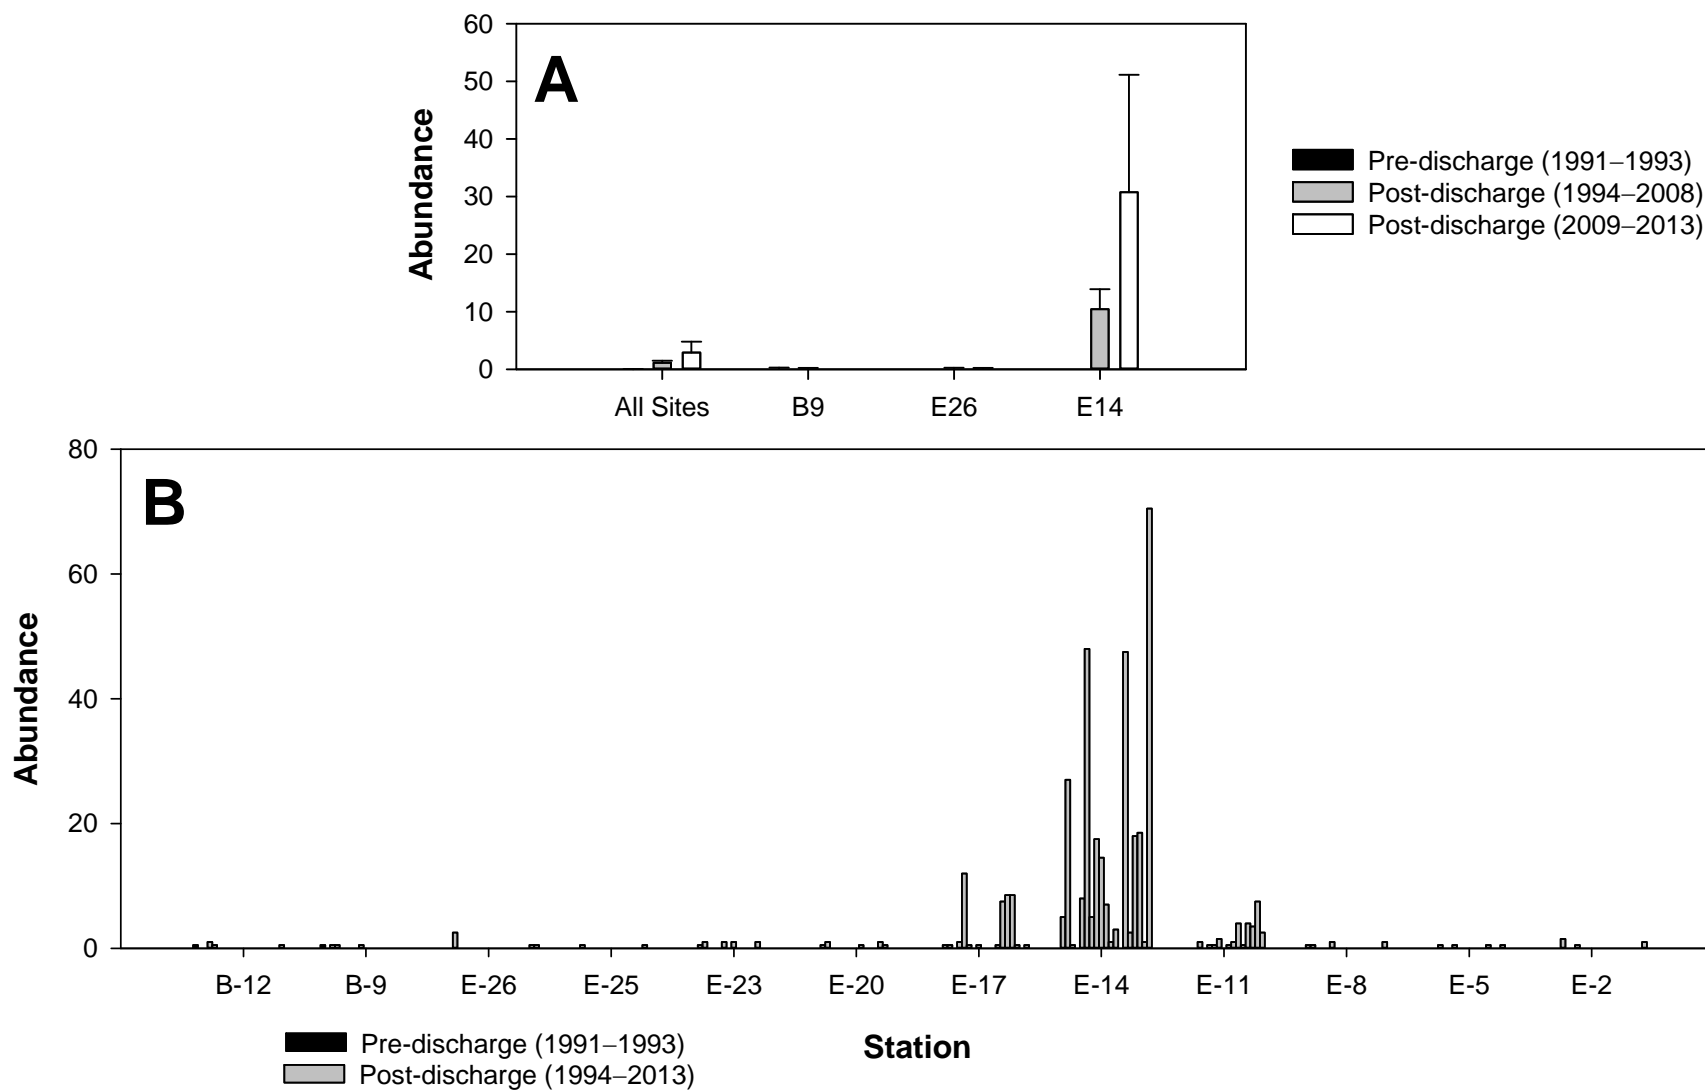 A
Abundance
60
50
40
30
20
10
0
All Sites B9 E26 E14
Pre-discharge (1991–1993)
Post-discharge (1994–2008)
Post-discharge (2009–2013)
B
Abundance
80
60
40
20
0
B-12 B-9 E-26 E-25 E-23 E-20 E-17 E-14 E-11 E-8 E-5 E-2
Station
Pre-discharge (1991–1993)
Post-discharge (1994–2013)